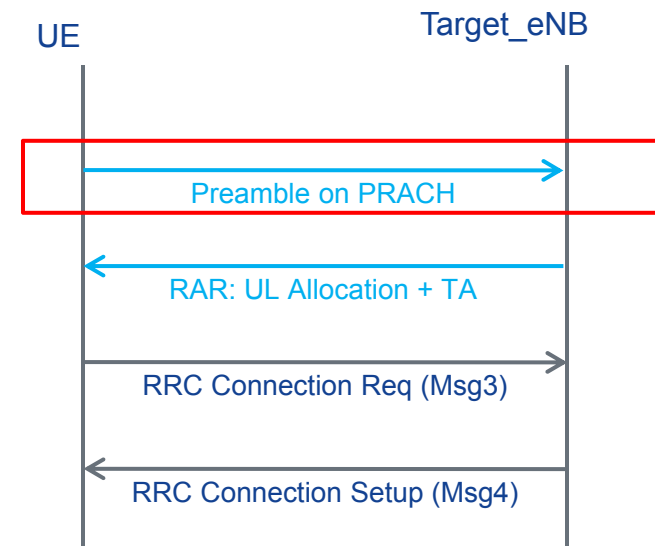 UE
Target_eNB
Preamble on PRACH
RAR: UL Allocation + TA
RRC Connection Req (Msg3)
RRC Connection Setup (Msg4)